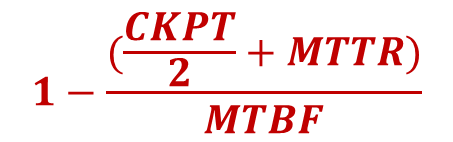 1 − ((CKPT/2) + MTTR) / MTBF